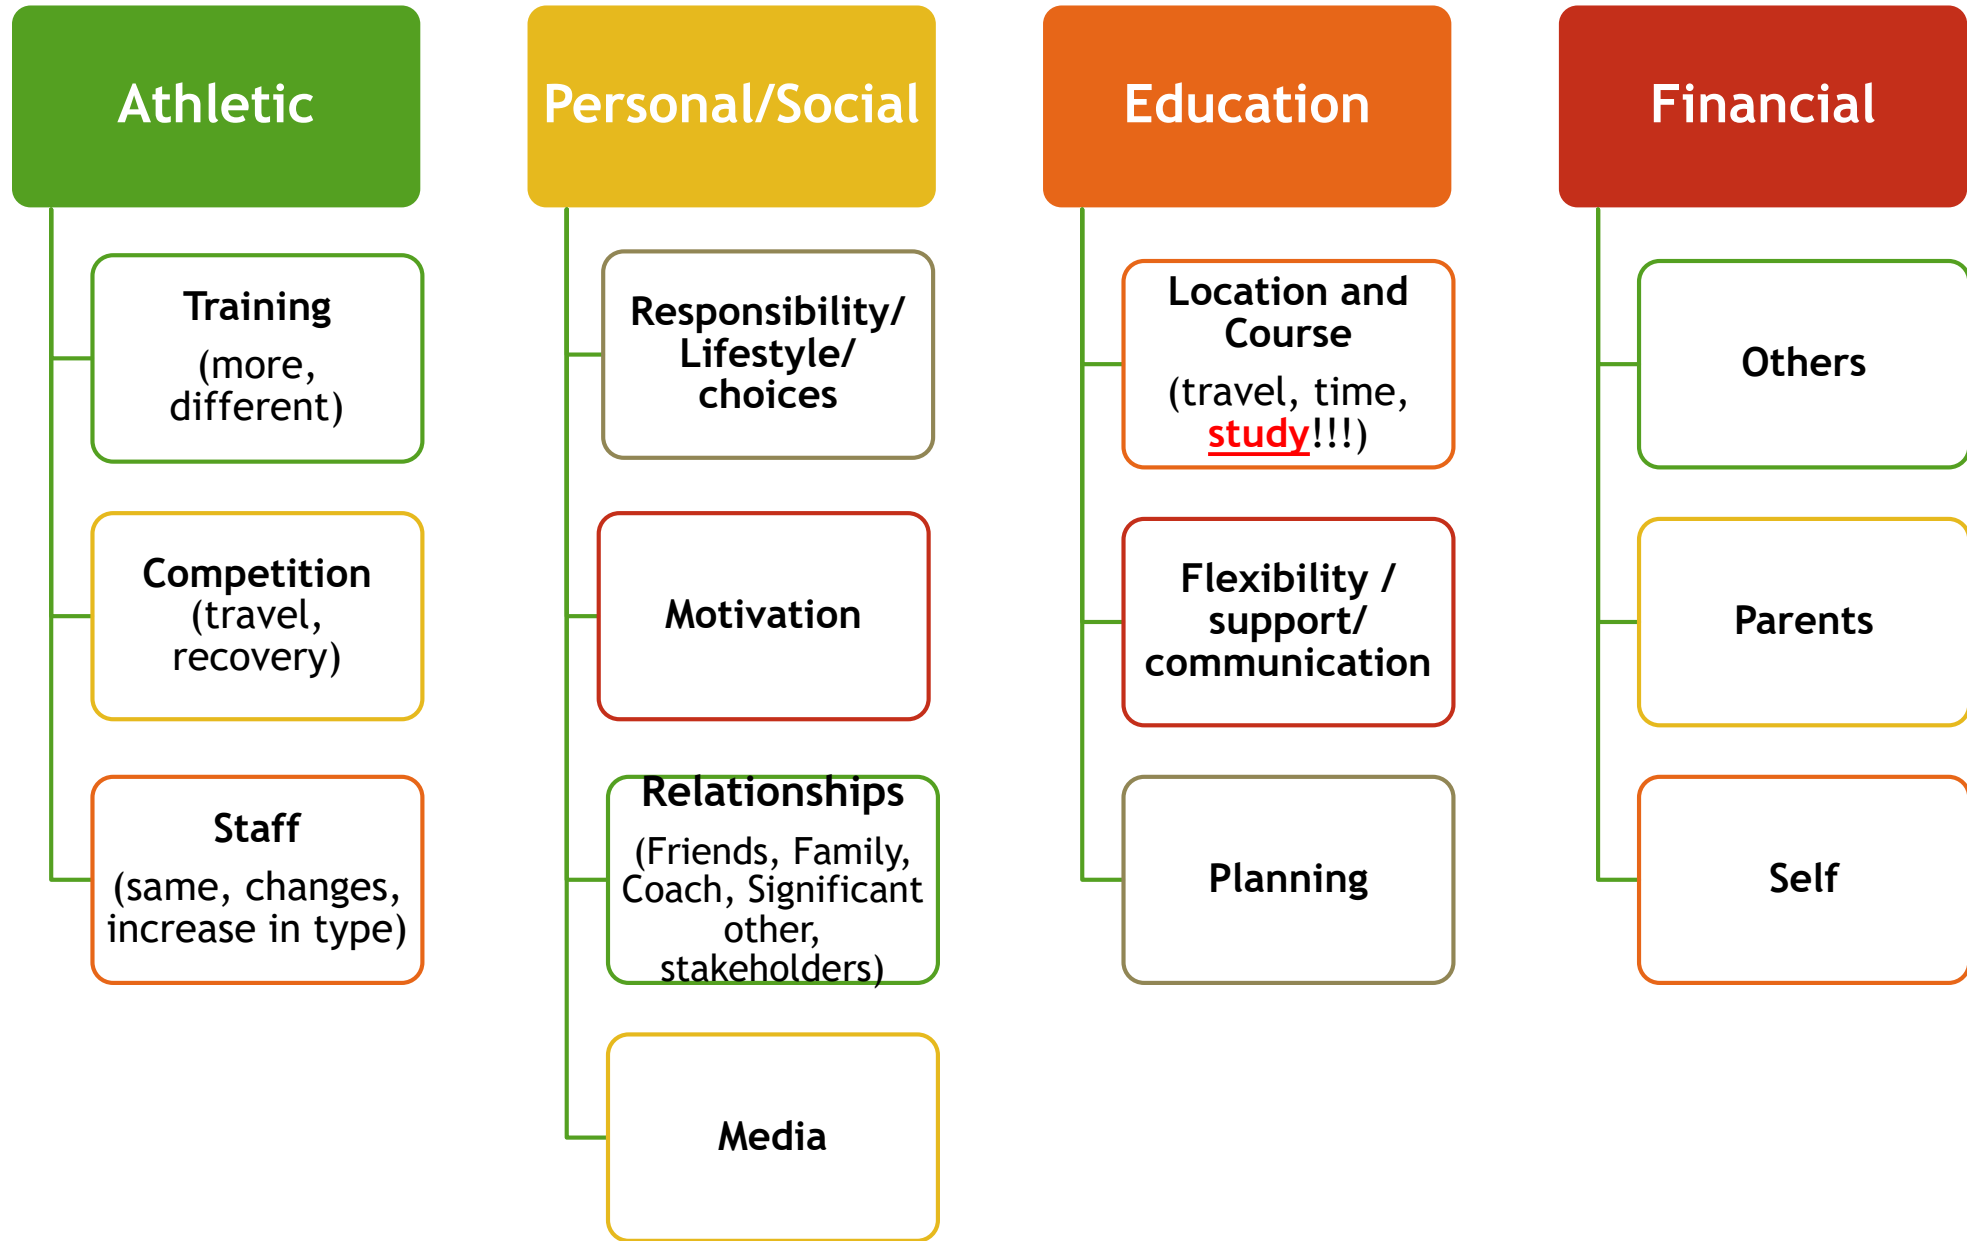 Athletic
Training
(more,
different)
Competition
(travel,
recovery)
Staff
(same, changes,
increase in type)
Personal/Social
Responsibility/
Lifestyle/
choices
Motivation
Relationships
(Friends, Family,
Coach, Significant
other,
stakeholders)
Media
Education
Location and
Course
(travel, time,
study!!!)
Flexibility /
support/
communication
Planning
Financial
Others
Parents
Self